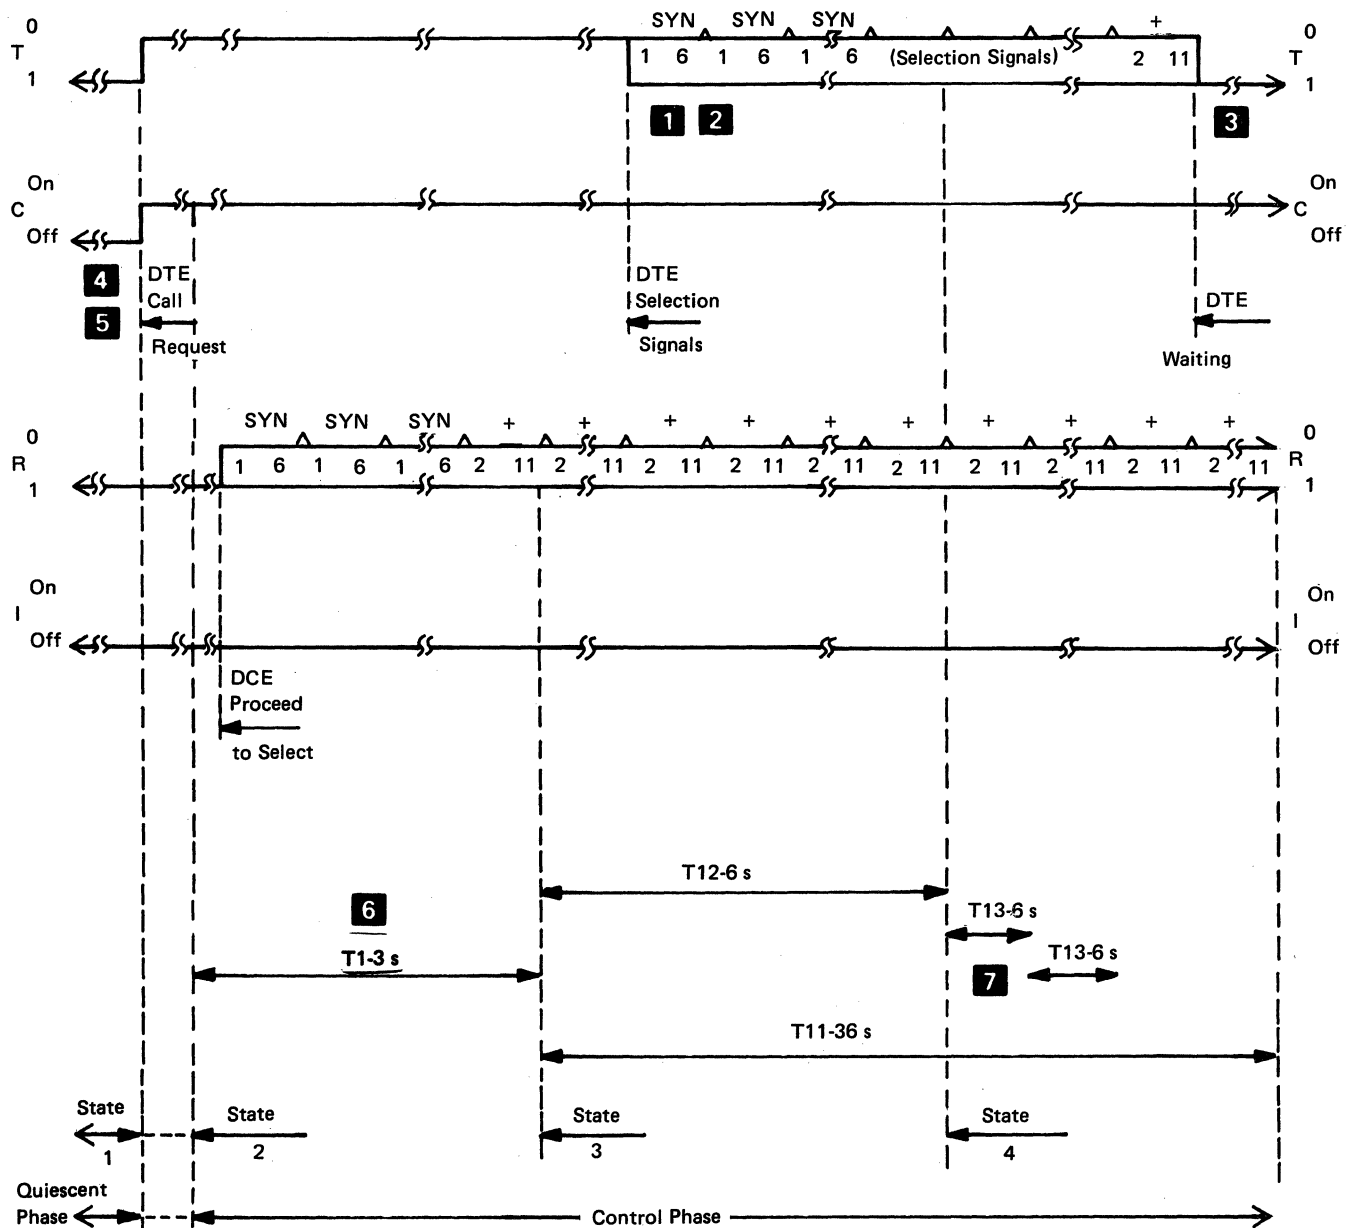 0 SYN SYN SYN + 0
T 1 6 1 6 1 6 (Selection Signals) 2 11 T
1 1
1 2 3
On On
C C
Off Off
4 DTE DTE
5 Call Selection DTE
Request Signals Waiting
SYN SYN SYN + + + + + + + + + +
0 0
R 1 6 1 6 1 6 2 11 2 11 2 11 2 11 2 11 2 11 2 11 2 11 2 11 2 11 R
1 1
On On
I I
Off Off
DCE
Proceed
to Select
T12-6 s
6 T13-6 s
T1-3 s T13-6 s
7
T11-36 s
State State State State
1 2 3 4
Quiescent
Phase Control Phase